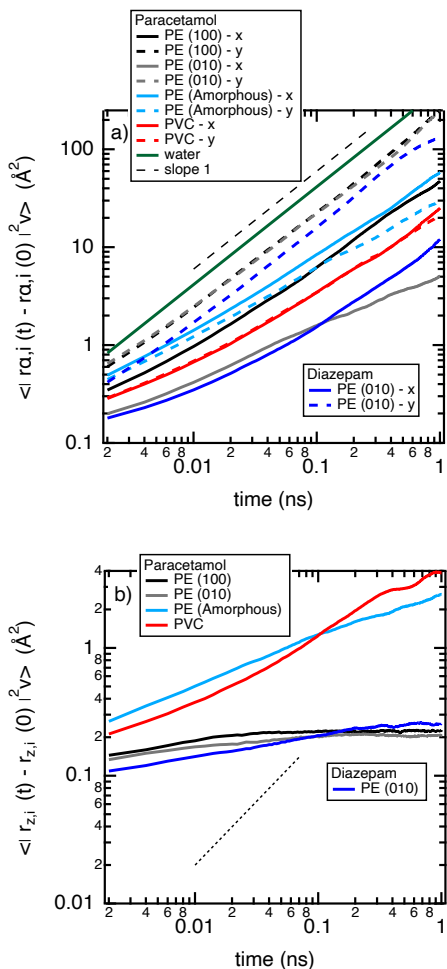 Paracetamol
PE (100) - x
PE (100) - y
PE (010) - x
PE (010) - y
PE (Amorphous) - x
PE (Amorphous) - y
PVC - x
PVC - y
water
slope 1
a)
100
10
1
0.1
<| rα,i (t) - rα,i (0) |²v> (Å²)
Diazepam
PE (010) - x
PE (010) - y
2 4 6 8 0.01 2 4 6 8 0.1 2 4 6 8 1
time (ns)
b)
Paracetamol
PE (100)
PE (010)
PE (Amorphous)
PVC
4
2
1
8
6
4
2
0.1
8
6
4
2
0.01
<| rz,i (t) - rz,i (0) |²v> (Å²)
Diazepam
PE (010)
2 4 6 8 0.01 2 4 6 8 0.1 2 4 6 8 1
time (ns)